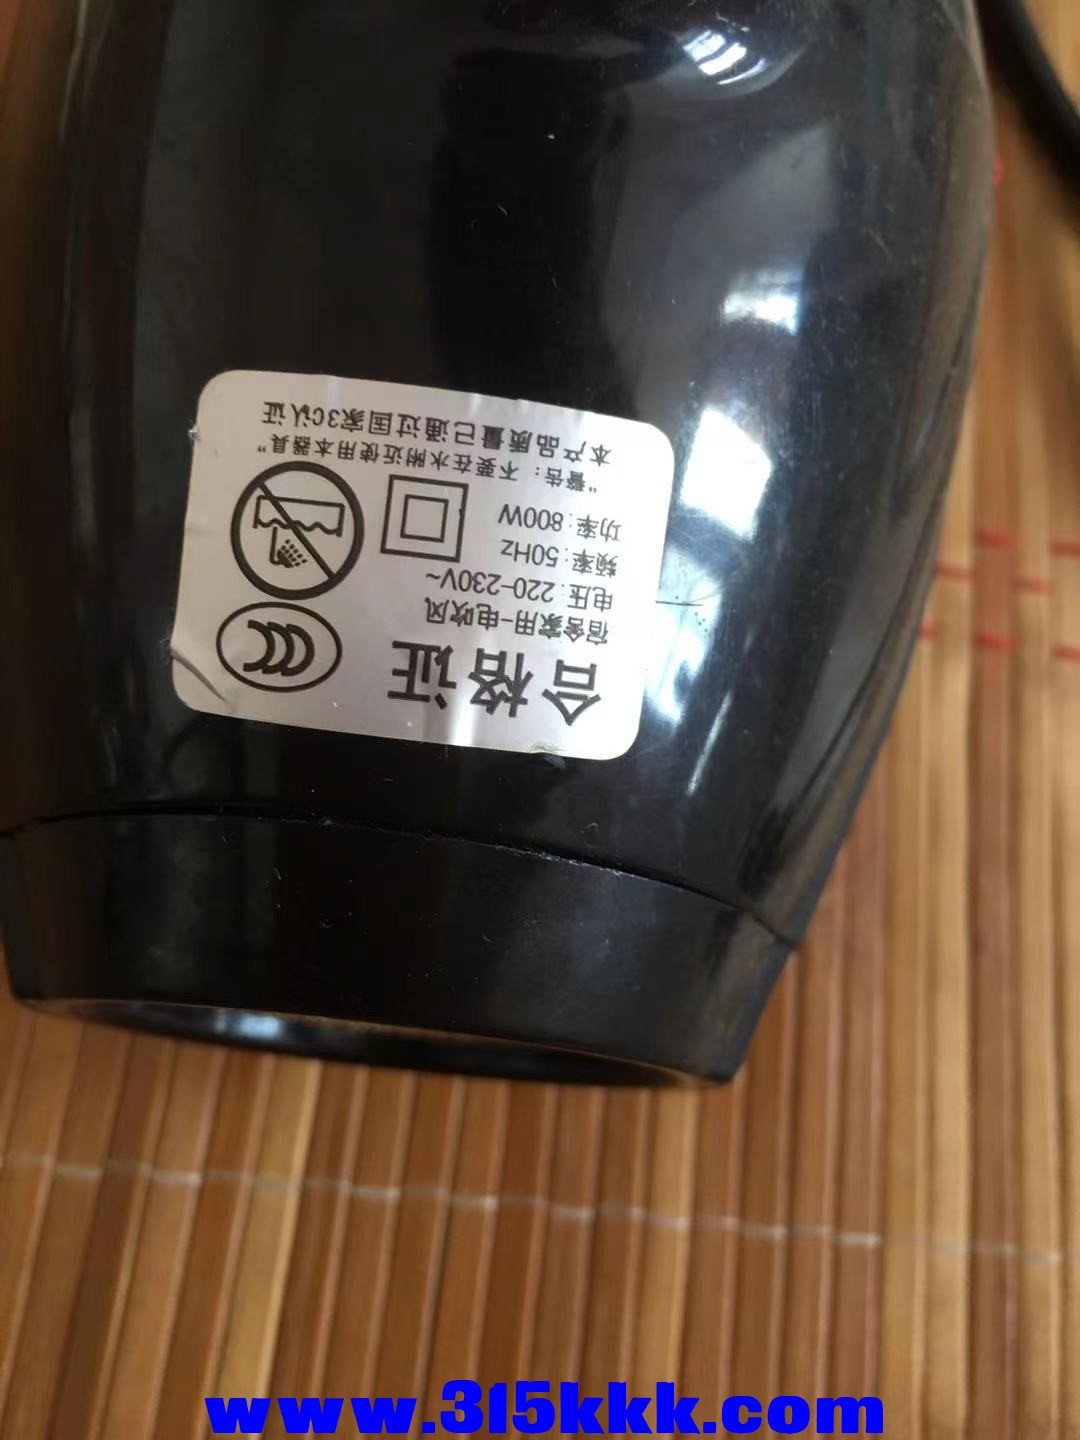 合格证
宿舍家用-电吹风
电压:220-230V~
频率:50Hz
功率:800W
"警告:不要在水附近使用本器具"
本产品质量已通过国家3C认证
CCC
www.315kkk.com